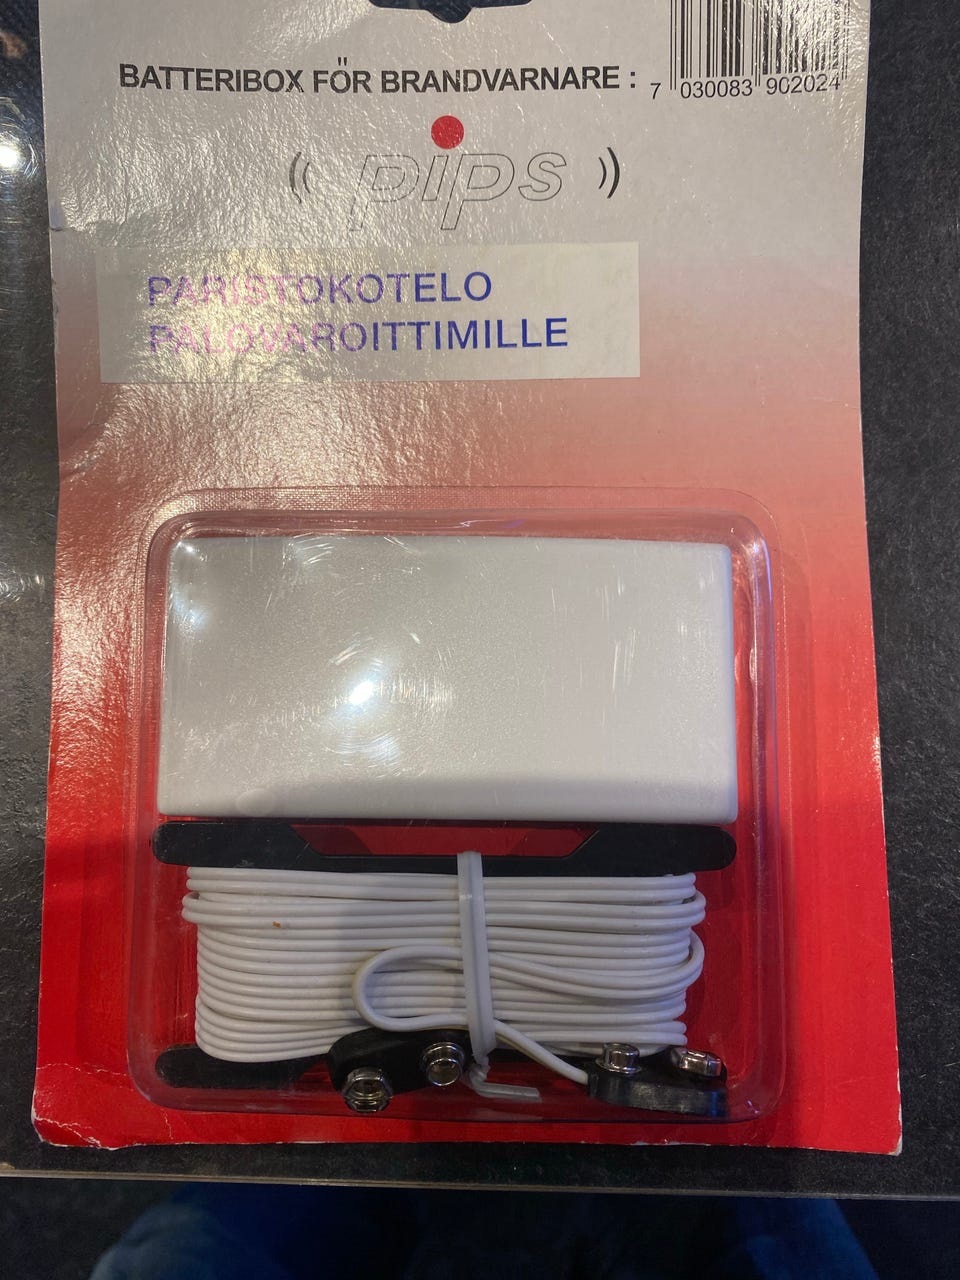 BATTERIBOX FÖR BRANDVARNARE :
7 030083 902024
((pips))
PARISTOKOTELO
PALOVAROITTIMILLE